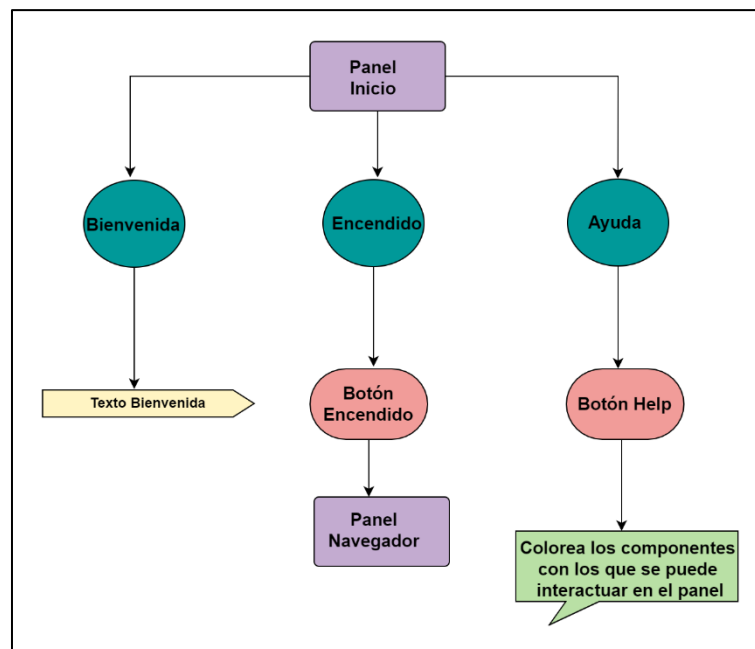 Panel
Inicio
Bienvenida
Encendido
Ayuda
Texto Bienvenida
Botón
Encendido
Botón Help
Panel
Navegador
Colorea los componentes
con los que se puede
interactuar en el panel